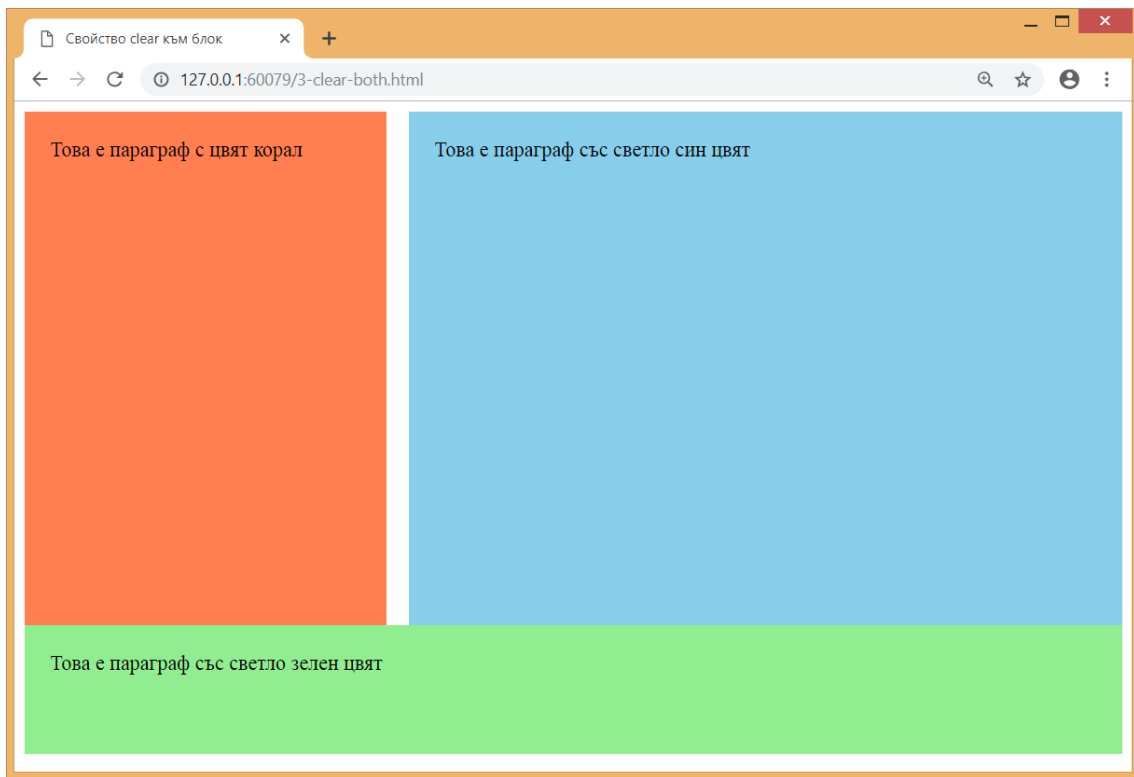 Свойство clear към блок
127.0.0.1:60079/3-clear-both.html
Това е параграф с цвят корал
Това е параграф със светло син цвят
Това е параграф със светло зелен цвят